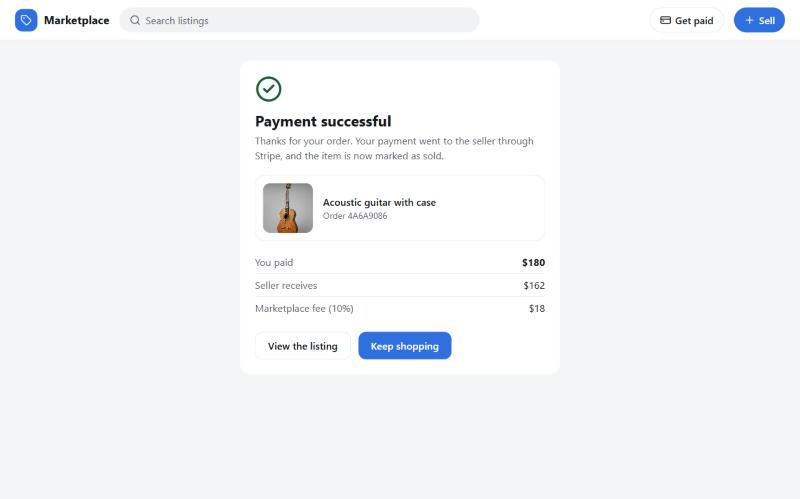 Marketplace
Search listings
Get paid
Sell
Payment successful
Thanks for your order. Your payment went to the seller through
Stripe, and the item is now marked as sold.
Acoustic guitar with case
Order 4A6A9086
You paid $180
Seller receives $162
Marketplace fee (10%) $18
View the listing
Keep shopping